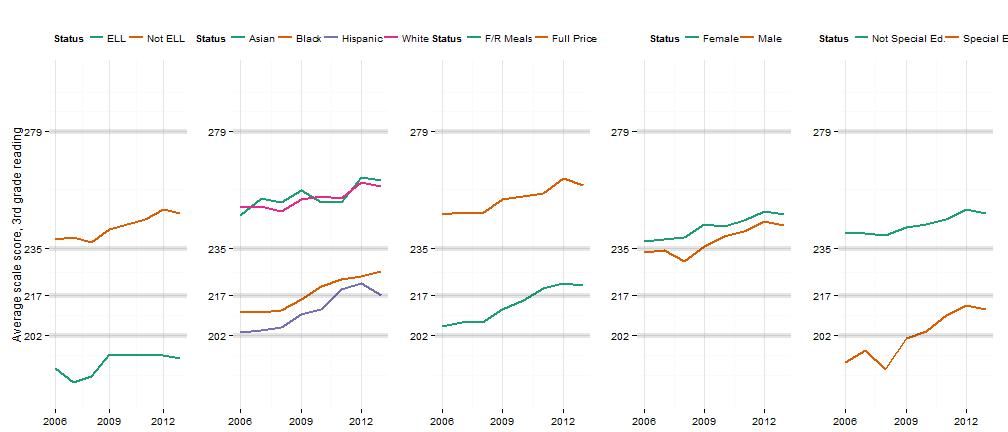 Status ELL Not ELL
Status Asian Black Hispanic White
Status F/R Meals Full Price
Status Female Male
Status Not Special Ed. Special E
Average scale score, 3rd grade reading
279
235
217
202
2006 2009 2012
279
235
217
202
2006 2009 2012
279
235
217
202
2006 2009 2012
279
235
217
202
2006 2009 2012
279
235
217
202
2006 2009 2012